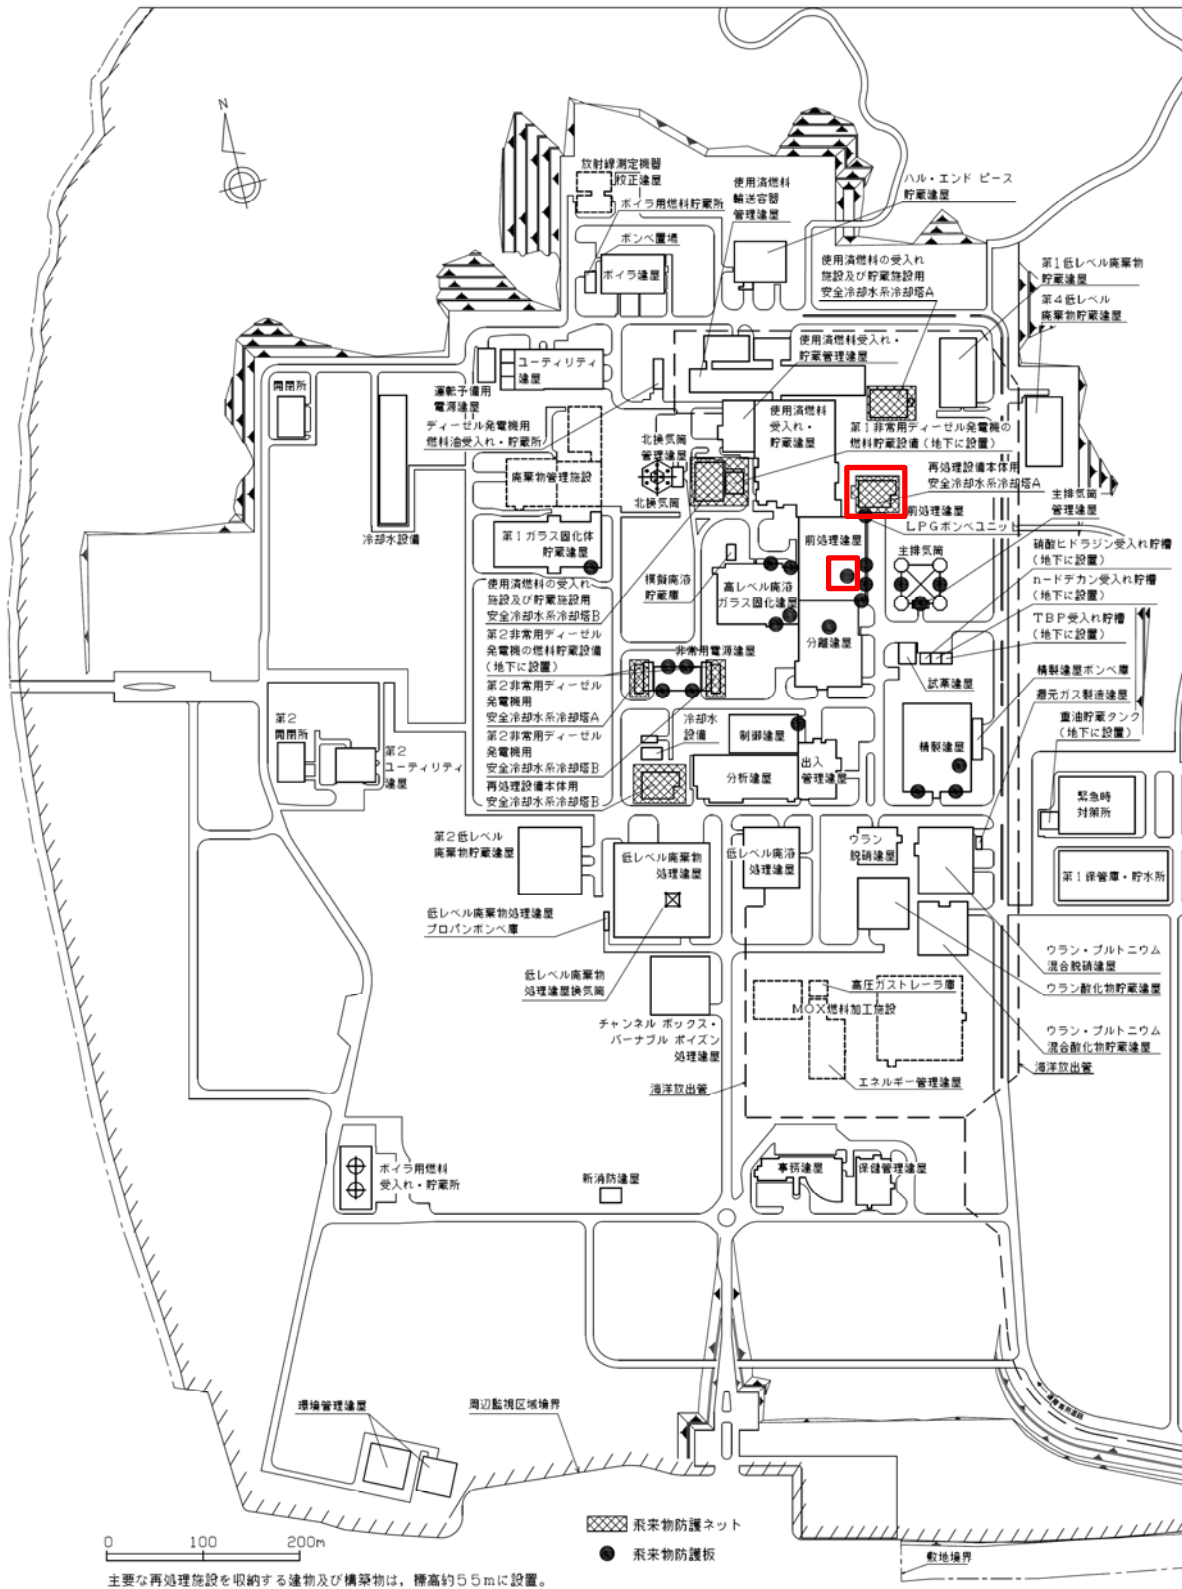 N
放射線測定機器
校正建屋
ボイラ用燃料貯蔵所
ボンベ置場
ボイラ建屋
使用済燃料
輸送容器
管理建屋
ハル・エンド ピース
貯蔵建屋
使用済燃料の受入れ
施設及び貯蔵施設用
安全冷却水系冷却塔A
第1低レベル廃棄物
貯蔵建屋
第4低レベル
廃棄物貯蔵建屋
開閉所
運転予備用
電源建屋
ユーティリティ
建屋
ディーゼル発電機用
燃料油受入れ・貯蔵所
使用済燃料受入れ・
貯蔵管理建屋
使用済燃料
受入れ・
貯蔵建屋
第1非常用ディーゼル発電機の
燃料貯蔵設備(地下に設置)
北換気筒
管理建屋
北換気筒
廃棄物管理施設
冷却水設備
第1ガラス固化体
貯蔵建屋
再処理設備本体用
安全冷却水系冷却塔A
主排気筒
管理建屋
前処理建屋
LPGボンベユニット
前処理建屋
主排気筒
硝酸ヒドラジン受入れ貯槽
(地下に設置)
n-ドデカン受入れ貯槽
(地下に設置)
TBP受入れ貯槽
(地下に設置)
使用済燃料の受入れ
施設及び貯蔵施設用
安全冷却水系冷却塔B
模擬廃液
貯蔵庫
高レベル廃液
ガラス固化建屋
分離建屋
第2非常用ディーゼル
発電機の燃料貯蔵設備
(地下に設置)
非常用電源建屋
第2非常用ディーゼル
発電機用
安全冷却水系冷却塔A
第2非常用ディーゼル
発電機用
安全冷却水系冷却塔B
再処理設備本体用
安全冷却水系冷却塔B
試薬建屋
精製建屋ボンベ庫
還元ガス製造建屋
重油貯蔵タンク
(地下に設置)
第2
開閉所
第2
ユーティリティ
建屋
冷却水
設備
制御建屋
分析建屋
出入
管理建屋
精製建屋
緊急時
対策所
第1保管庫・貯水所
第2低レベル
廃棄物貯蔵建屋
低レベル廃棄物
処理建屋
低レベル廃液
処理建屋
ウラン
脱硝建屋
低レベル廃棄物処理建屋
プロパンボンベ庫
低レベル廃棄物
処理建屋換気筒
ウラン・プルトニウム
混合脱硝建屋
ウラン酸化物貯蔵建屋
ウラン・プルトニウム
混合酸化物貯蔵建屋
チャンネル ボックス・
バーナブル ポイズン
処理建屋
高圧ガストレーラ庫
MOX燃料加工施設
エネルギー管理建屋
海洋放出管
海洋放出管
ボイラ用燃料
受入れ・貯蔵所
新消防建屋
事務建屋
保健管理建屋
環境管理建屋
周辺監視区域境界
飛来物防護ネット
飛来物防護板
敷地境界
0 100 200m
主要な再処理施設を収納する建物及び構築物は,標高約55mに設置。